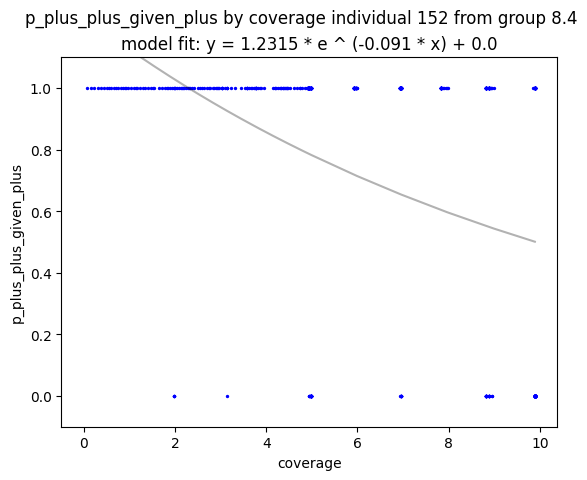 p_plus_plus_given_plus by coverage individual 152 from group 8.4
model fit: y = 1.2315 * e ^ (-0.091 * x) + 0.0
1.0
0.8
0.6
0.4
0.2
0.0
p_plus_plus_given_plus
0 2 4 6 8 10
coverage